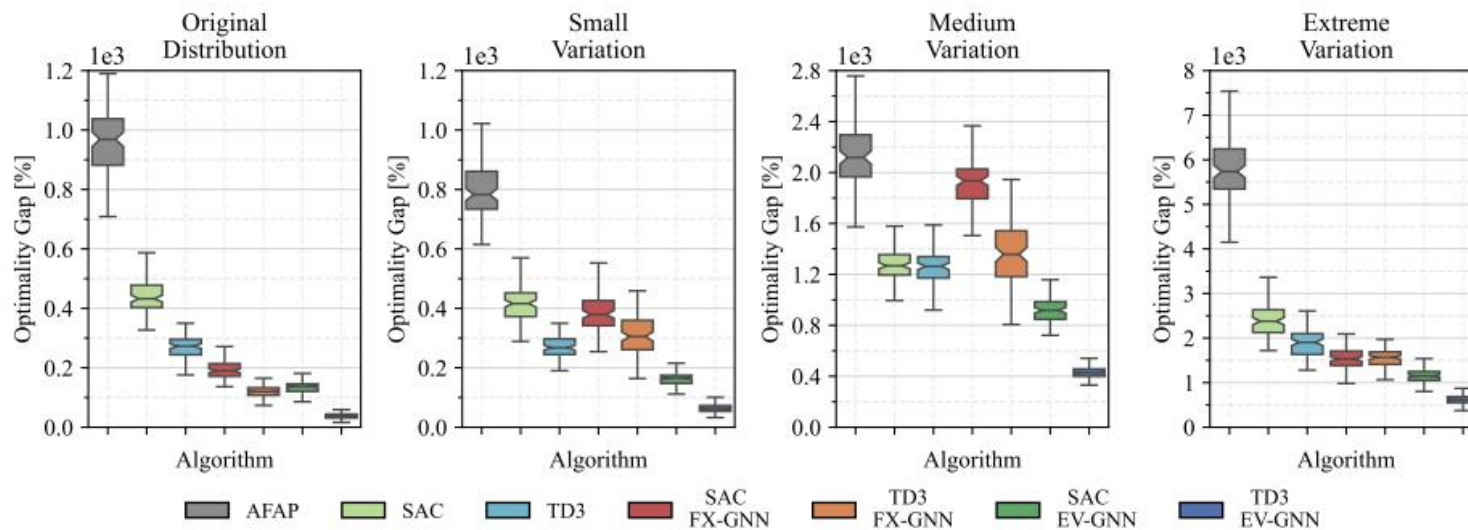 Original
Distribution
1e3
1.2
1.0
0.8
0.6
0.4
0.2
0.0
Optimality Gap [%]
Algorithm
Small
Variation
1e3
1.2
1.0
0.8
0.6
0.4
0.2
0.0
Optimality Gap [%]
Algorithm
Medium
Variation
1e3
2.8
2.4
2.0
1.6
1.2
0.8
0.4
0.0
Optimality Gap [%]
Algorithm
Extreme
Variation
1e3
8
7
6
5
4
3
2
1
0
Optimality Gap [%]
Algorithm
AFAP
SAC
TD3
SAC
FX-GNN
TD3
FX-GNN
SAC
EV-GNN
TD3
EV-GNN